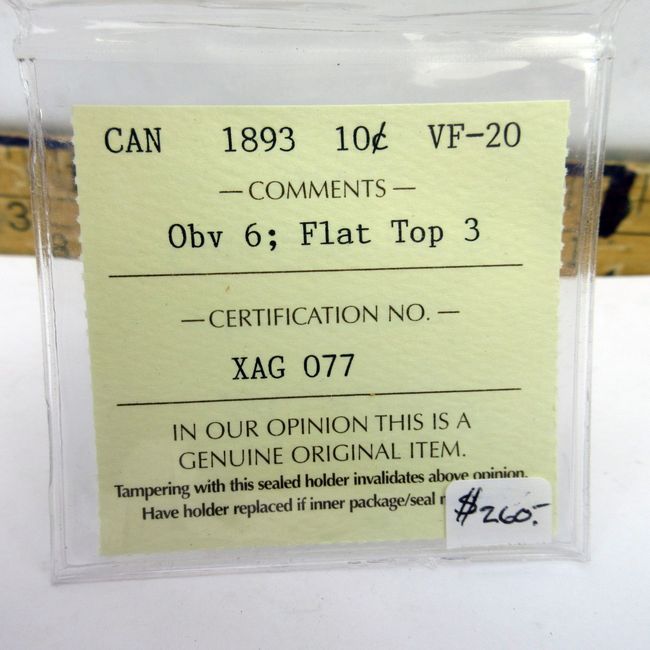 CAN 1893 10¢ VF-20
— COMMENTS —
Obv 6; Flat Top 3
— CERTIFICATION NO. —
XAG 077
IN OUR OPINION THIS IS A
GENUINE ORIGINAL ITEM.
Tampering with this sealed holder invalidates above opinion.
Have holder replaced if inner package/seal
$260.-
3